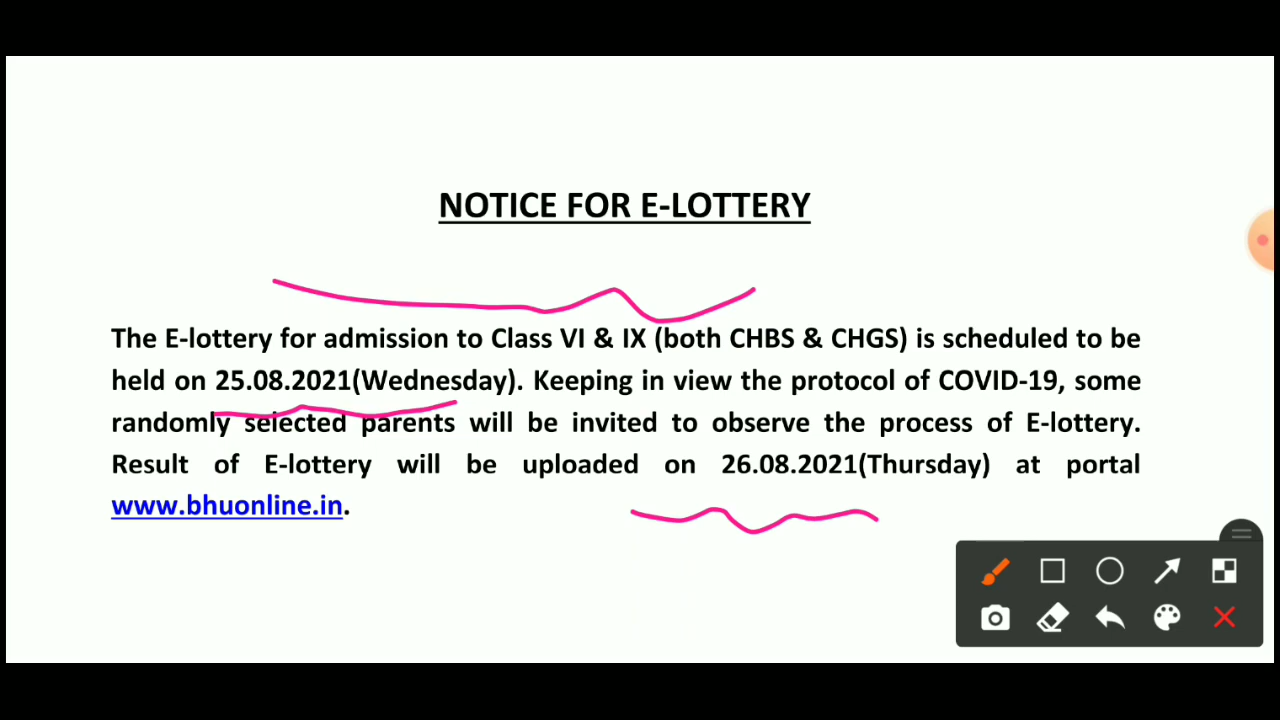 NOTICE FOR E-LOTTERY
The E-lottery for admission to Class VI & IX (both CHBS & CHGS) is scheduled to be
held on 25.08.2021(Wednesday). Keeping in view the protocol of COVID-19, some
randomly selected parents will be invited to observe the process of E-lottery.
Result of E-lottery will be uploaded on 26.08.2021(Thursday) at portal
www.bhuonline.in.